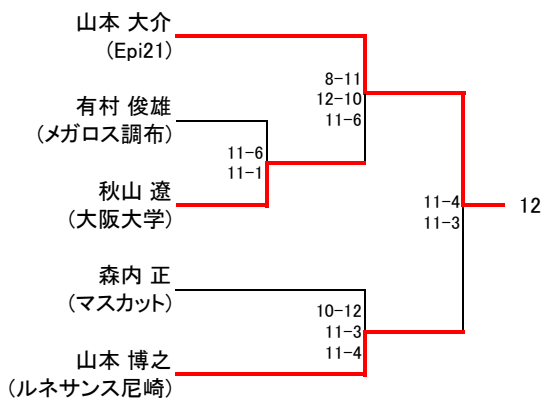 山本 大介
(Epi21)
8-11
12-10
11-6
有村 俊雄
(メガロス調布)
11-6
11-1
秋山 遼
(大阪大学)
11-4
11-3
12
森内 正
(マスカット)
10-12
11-3
11-4
山本 博之
(ルネサンス尼崎)